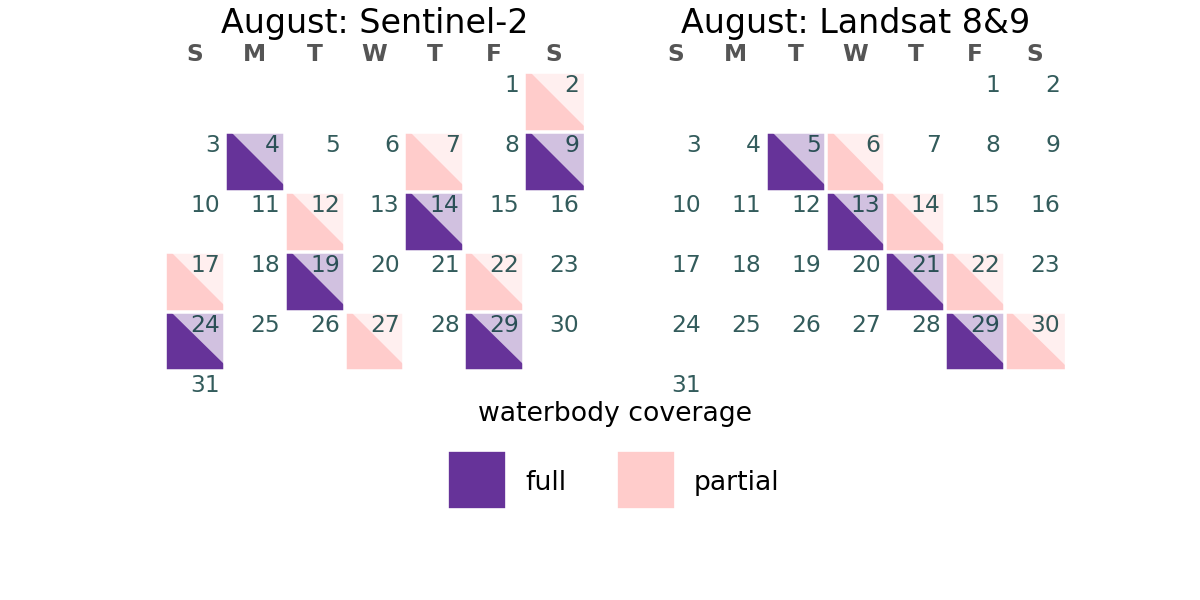 August: Sentinel-2
S M T W T F S
1 2
3 4 5 6 7 8 9
10 11 12 13 14 15 16
17 18 19 20 21 22 23
24 25 26 27 28 29 30
31
August: Landsat 8&9
S M T W T F S
1 2
3 4 5 6 7 8 9
10 11 12 13 14 15 16
17 18 19 20 21 22 23
24 25 26 27 28 29 30
31
waterbody coverage
full partial